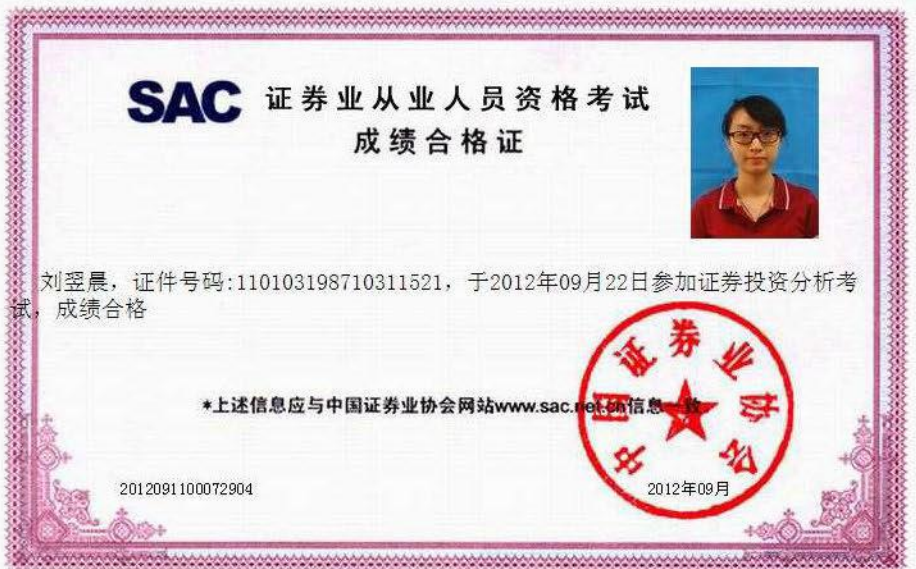 SAC 证券业从业人员资格考试
成绩合格证
刘翌晨，证件号码:110103198710311521，于2012年09月22日参加证券投资分析考
试，成绩合格
*上述信息应与中国证券业协会网站www.sac.net.cn信息一致。
中国证券业协会
2012091100072904
2012年09月